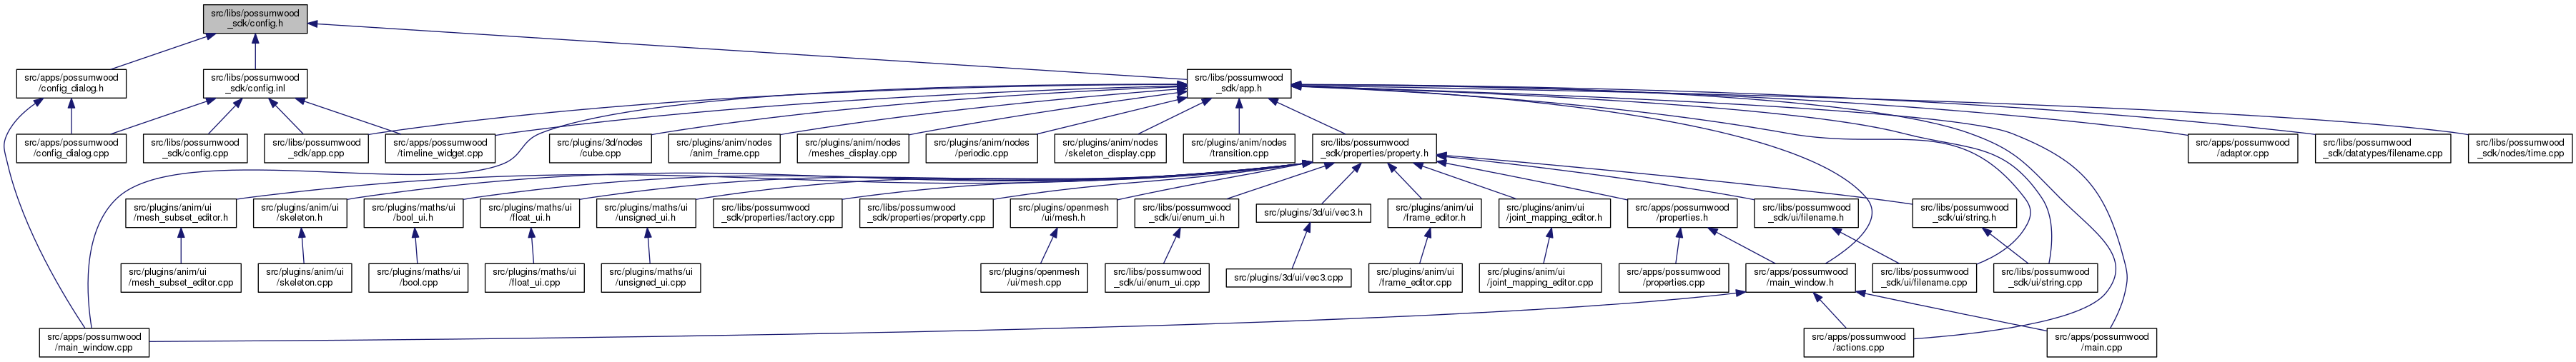 src/libs/possumwood
_sdk/config.h
src/apps/possumwood
/config_dialog.h
src/libs/possumwood
_sdk/config.inl
src/libs/possumwood
_sdk/app.h
src/apps/possumwood
/config_dialog.cpp
src/libs/possumwood
_sdk/config.cpp
src/libs/possumwood
_sdk/app.cpp
src/apps/possumwood
/timeline_widget.cpp
src/plugins/3d/nodes
/cube.cpp
src/plugins/anim/nodes
/anim_frame.cpp
src/plugins/anim/nodes
/meshes_display.cpp
src/plugins/anim/nodes
/periodic.cpp
src/plugins/anim/nodes
/skeleton_display.cpp
src/plugins/anim/nodes
/transition.cpp
src/libs/possumwood
_sdk/properties/property.h
src/apps/possumwood
/adaptor.cpp
src/libs/possumwood
_sdk/datatypes/filename.cpp
src/libs/possumwood
_sdk/nodes/time.cpp
src/plugins/anim/ui
/mesh_subset_editor.h
src/plugins/anim/ui
/skeleton.h
src/plugins/maths/ui
/bool_ui.h
src/plugins/maths/ui
/float_ui.h
src/plugins/maths/ui
/unsigned_ui.h
src/libs/possumwood
_sdk/properties/factory.cpp
src/libs/possumwood
_sdk/properties/property.cpp
src/plugins/openmesh
/ui/mesh.h
src/libs/possumwood
_sdk/ui/enum_ui.h
src/plugins/3d/ui/vec3.h
src/plugins/anim/ui
/frame_editor.h
src/plugins/anim/ui
/joint_mapping_editor.h
src/apps/possumwood
/properties.h
src/libs/possumwood
_sdk/ui/filename.h
src/libs/possumwood
_sdk/ui/string.h
src/plugins/anim/ui
/mesh_subset_editor.cpp
src/plugins/anim/ui
/skeleton.cpp
src/plugins/maths/ui
/bool.cpp
src/plugins/maths/ui
/float_ui.cpp
src/plugins/maths/ui
/unsigned_ui.cpp
src/plugins/openmesh
/ui/mesh.cpp
src/libs/possumwood
_sdk/ui/enum_ui.cpp
src/plugins/3d/ui/vec3.cpp
src/plugins/anim/ui
/frame_editor.cpp
src/plugins/anim/ui
/joint_mapping_editor.cpp
src/apps/possumwood
/properties.cpp
src/apps/possumwood
/main_window.h
src/libs/possumwood
_sdk/ui/filename.cpp
src/libs/possumwood
_sdk/ui/string.cpp
src/apps/possumwood
/main_window.cpp
src/apps/possumwood
/actions.cpp
src/apps/possumwood
/main.cpp